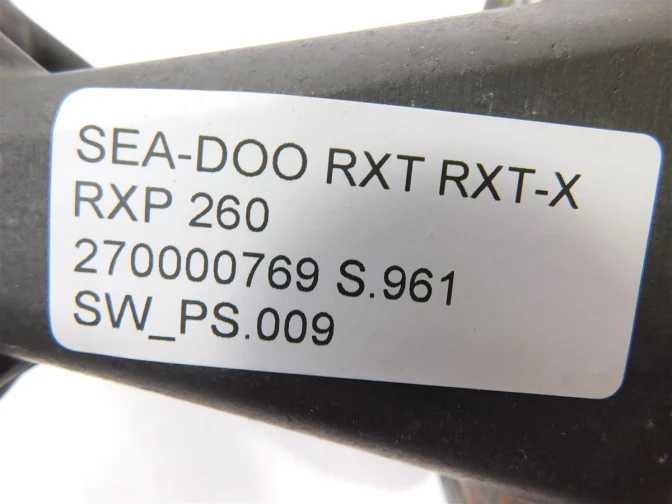 SEA-DOO RXT RXT-X
RXP 260
270000769 S.961
SW_PS.009